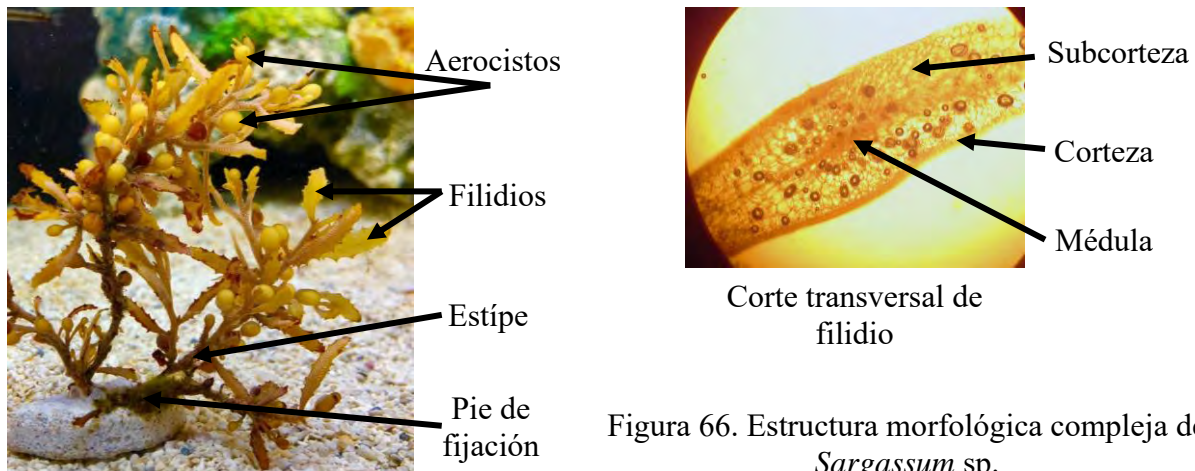 Aerocistos
Filidios
Estípe
Pie de
fijación
Subcorteza
Corteza
Médula
Corte transversal de
filidio
Figura 66. Estructura morfológica compleja de
Sargassum sp.